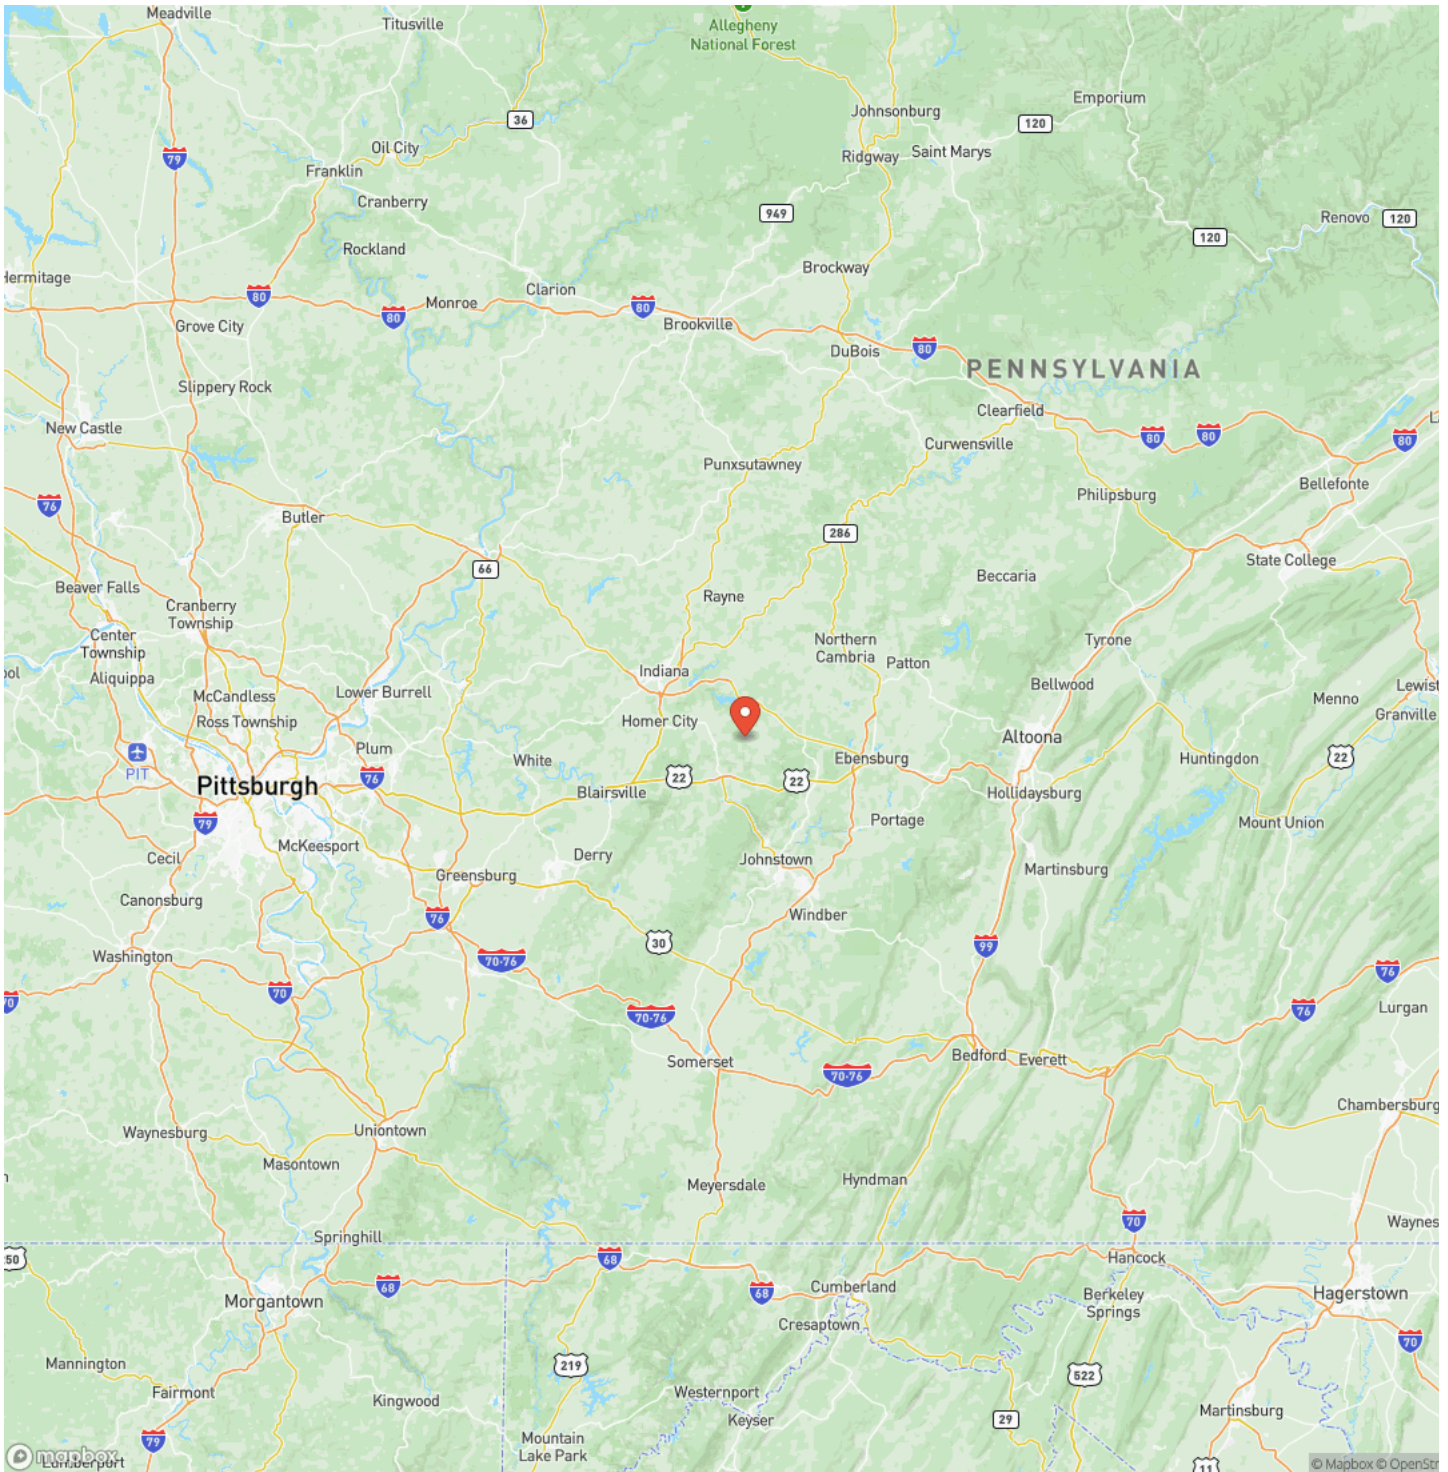 Meadville
Titusville
Allegheny
National Forest
Emporium
Johnsonburg
36
120
Oil City
79
Ridgway
Saint Marys
Franklin
Cranberry
949
Renovo
120
120
Rockland
Brockway
Hermitage
Clarion
80
Monroe
80
80
Grove City
Brookville
DuBois
80
PENNSYLVANIA
Slippery Rock
Clearfield
New Castle
Curwensville
80
80
80
Punxsutawney
Bellefonte
Philipsburg
76
Butler
286
State College
66
Beccaria
Beaver Falls
Rayne
Cranberry
Township
Center
Township
Northern
Cambria
Tyrone
Indiana
Patton
Aliquippa
Bellwood
Lower Burrell
McCandless
Menno
Lewist
Granville
Ross Township
Homer City
Altoona
Plum
White
Ebensburg
Huntingdon
22
PIT
Pittsburgh
76
22
22
Blairsville
Hollidaysburg
79
Portage
Mount Union
McKeesport
Cecil
Derry
Johnstown
Martinsburg
Greensburg
Canonsburg
76
Windber
30
99
Washington
70-76
76
70
70
76
Lurgan
70-76
Somerset
Bedford
Everett
70-76
Chambersburg
Waynesburg
Uniontown
Masontown
Meyersdale
Hyndman
70
Waynes
Springhill
50
68
Hancock
68
68
Cumberland
Berkeley
Springs
Hagerstown
Morgantown
Cresaptown
70
Mannington
219
522
Fairmont
Kingwood
Westernport
Keyser
29
Martinsburg
79
Mountain
Lake Park
mapbox
Lumberport
11
© Mapbox © OpenStr